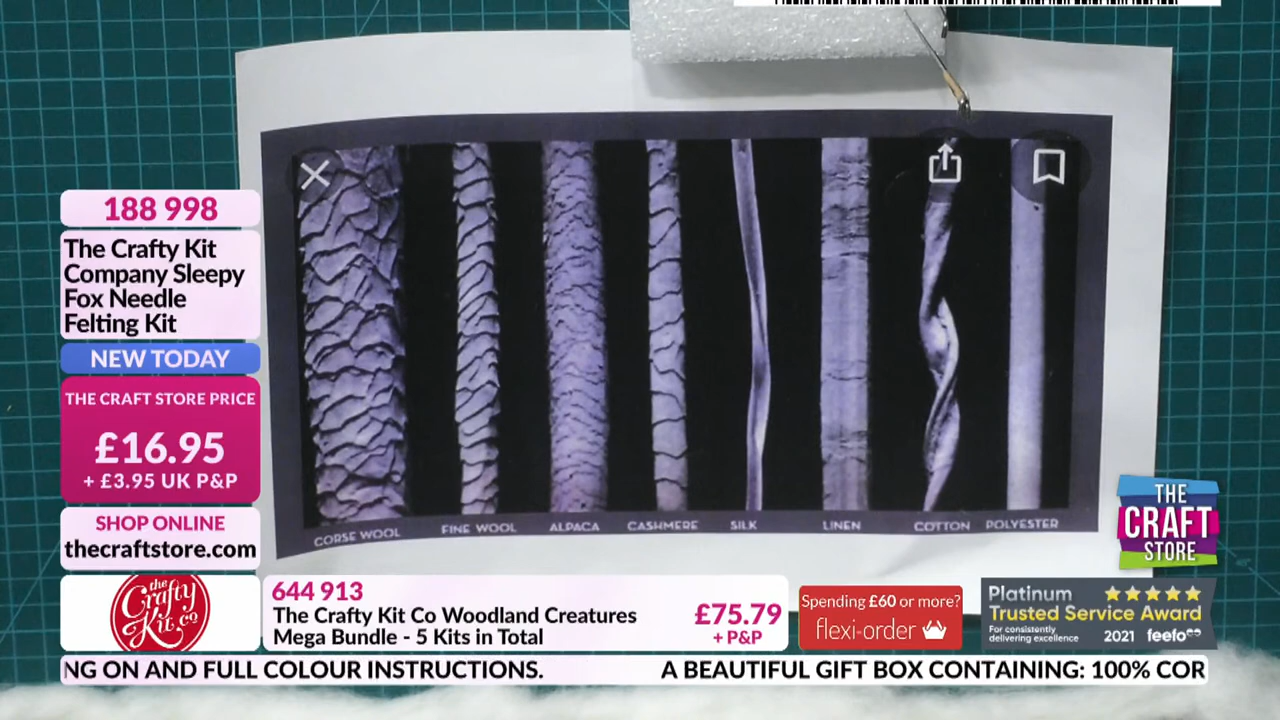 188 998
The Crafty Kit
Company Sleepy
Fox Needle
Felting Kit
NEW TODAY
THE CRAFT STORE PRICE
£16.95
+ £3.95 UK P&P
SHOP ONLINE
thecraftstore.com
CORSE WOOL
FINE WOOL
ALPACA
CASHMERE
SILK
LINEN
COTTON
POLYESTER
THE
CRAFT
STORE
the
Crafty
Kit.co
644 913
The Crafty Kit Co Woodland Creatures
Mega Bundle - 5 Kits in Total
£75.79
+ P&P
Spending £60 or more?
flexi-order
Platinum
Trusted Service Award
For consistently
delivering excellence
2021 feefo
NG ON AND FULL COLOUR INSTRUCTIONS.
A BEAUTIFUL GIFT BOX CONTAINING: 100% COR